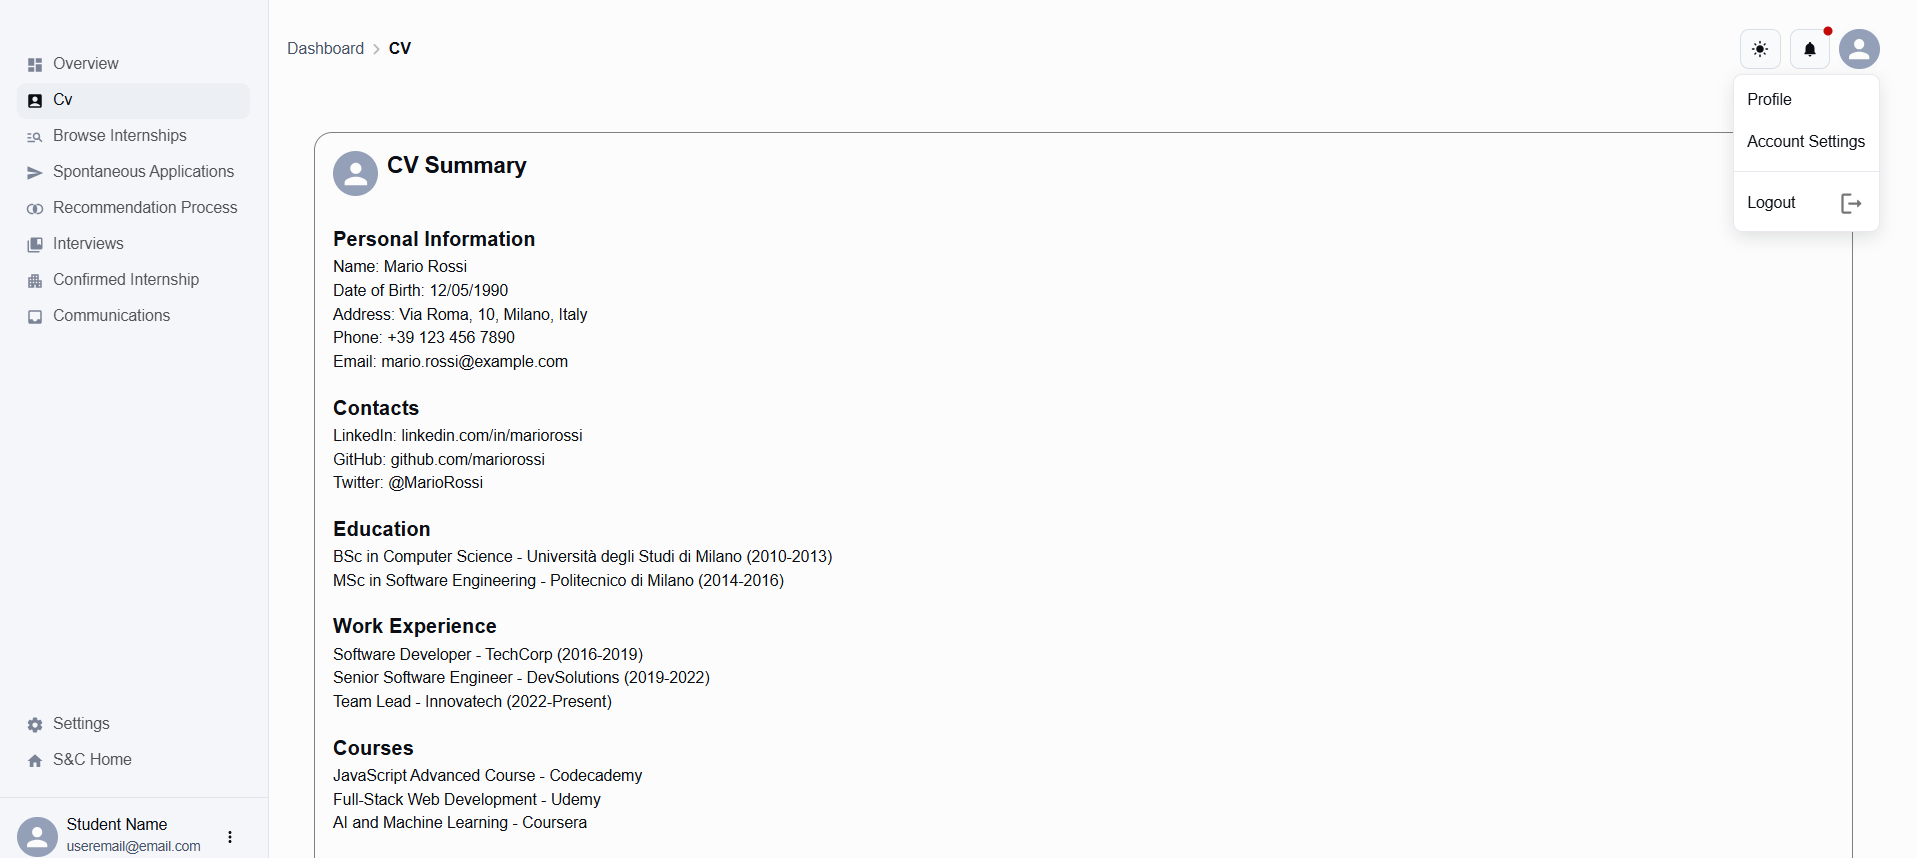 Overview
Cv
Browse Internships
Spontaneous Applications
Recommendation Process
Interviews
Confirmed Internship
Communications
Settings
S&C Home
Student Name
useremail@email.com
Dashboard > CV
Profile
Account Settings
Logout
CV Summary
Personal Information
Name: Mario Rossi
Date of Birth: 12/05/1990
Address: Via Roma, 10, Milano, Italy
Phone: +39 123 456 7890
Email: mario.rossi@example.com
Contacts
LinkedIn: linkedin.com/in/mariorossi
GitHub: github.com/mariorossi
Twitter: @MarioRossi
Education
BSc in Computer Science - Università degli Studi di Milano (2010-2013)
MSc in Software Engineering - Politecnico di Milano (2014-2016)
Work Experience
Software Developer - TechCorp (2016-2019)
Senior Software Engineer - DevSolutions (2019-2022)
Team Lead - Innovatech (2022-Present)
Courses
JavaScript Advanced Course - Codecademy
Full-Stack Web Development - Udemy
AI and Machine Learning - Coursera